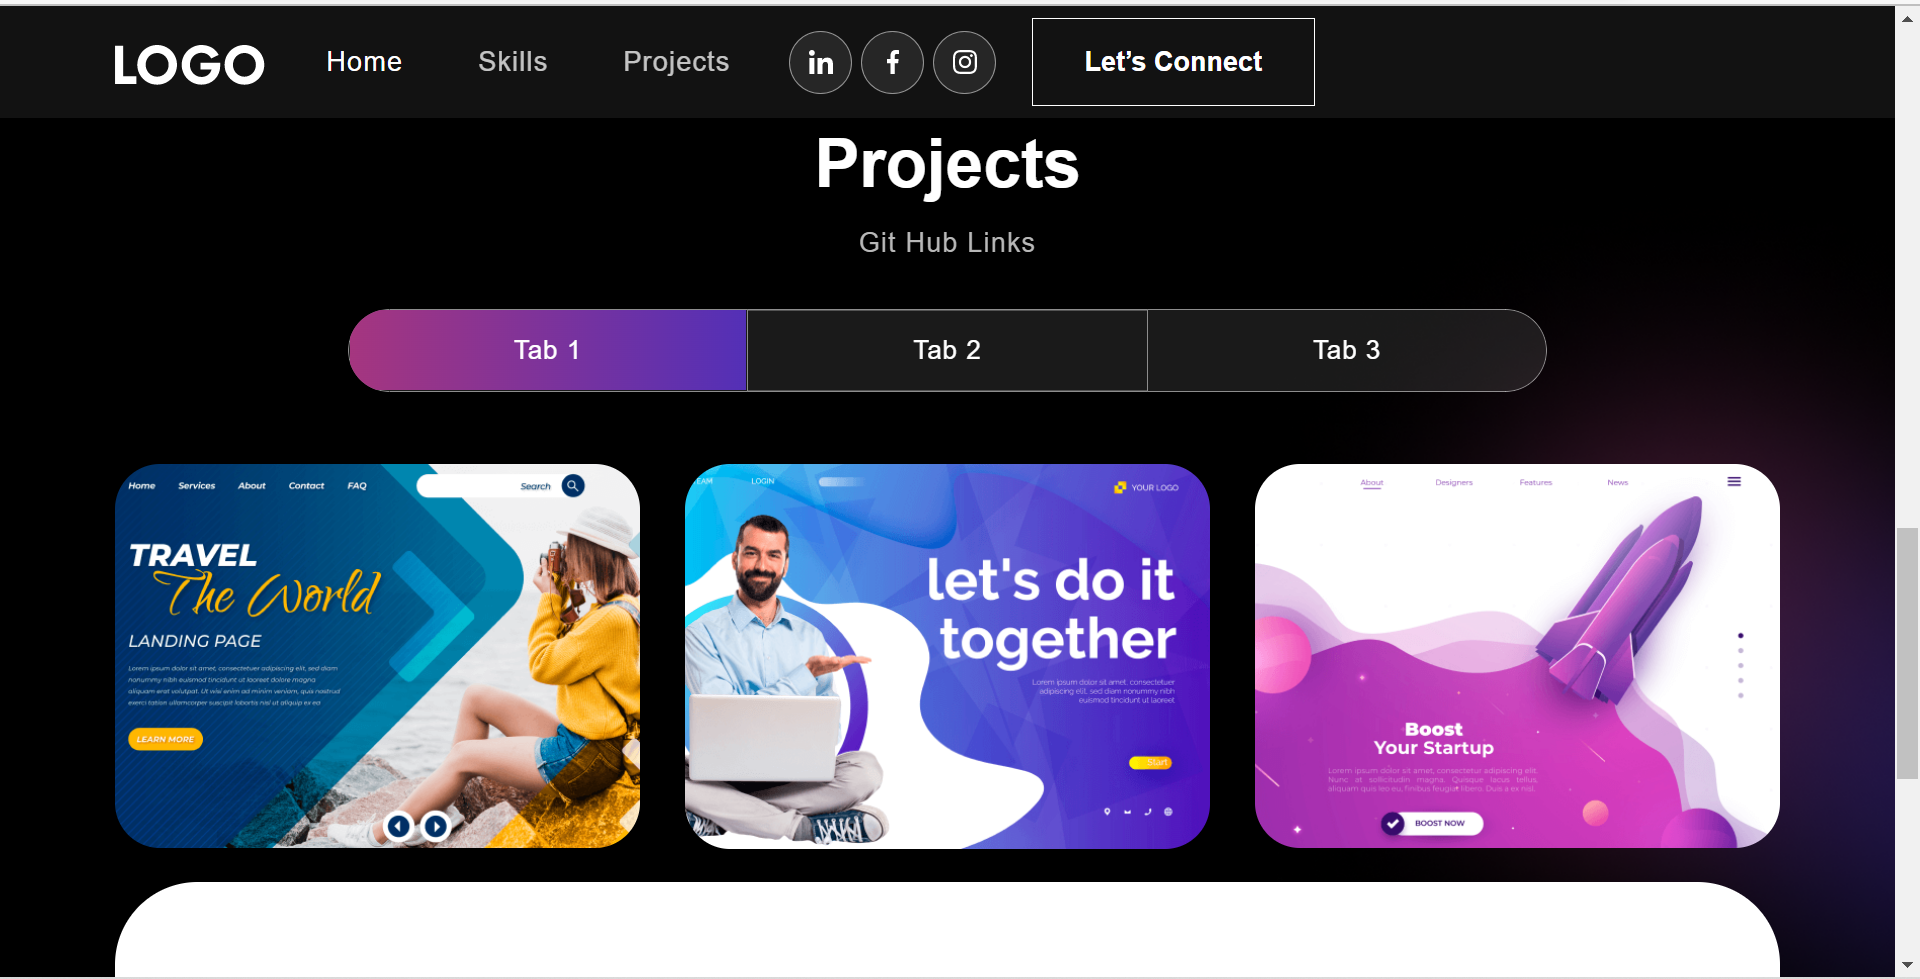 LOGO
Home
Skills
Projects
in
f
Let’s Connect
Projects
Git Hub Links
Tab 1
Tab 2
Tab 3
Home Services About Contact FAQ
Search
TRAVEL
The World
LANDING PAGE
Lorem ipsum dolor sit amet, consectetuer adipiscing elit, sed diam
nonummy nibh euismod tincidunt ut laoreet dolore magna
aliquam erat volutpat. Ut wisi enim ad minim veniam, quis nostrud
exerci tation ullamcorper suscipit lobortis nisl ut aliquip ex ea
LEARN MORE
EAM LOGIN
YOUR LOGO
let's do it
together
Lorem ipsum dolor sit amet, consectetuer
adipiscing elit, sed diam nonummy nibh
euismod tincidunt ut laoreet
Start
About Designers Features News
Boost
Your Startup
Lorem ipsum dolor sit amet, consectetur adipiscing elit.
Nunc at sollicitudin magna. Quisque lacus tellus,
aliquam quis leo eu, finibus feugiat libero. Duis a ex nisl.
BOOST NOW